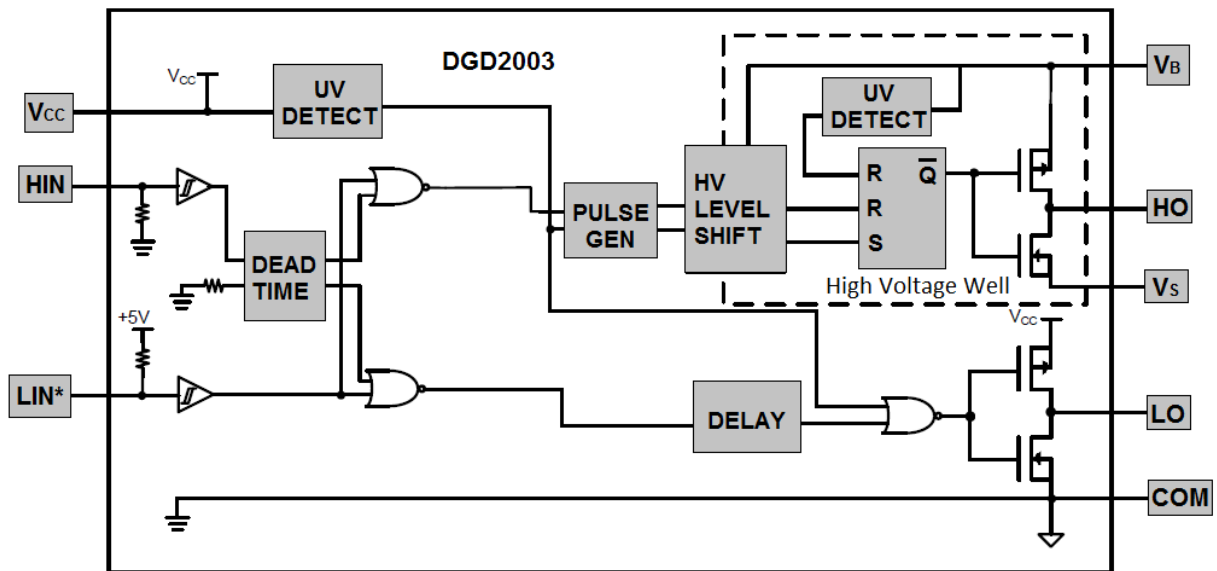 DGD2003
VCC
UV
DETECT
VB
VCC
UV
DETECT
HIN
HV
LEVEL
SHIFT
R
Q
R
S
PULSE
GEN
HO
DEAD
TIME
High Voltage Well
VS
+5V
VCC
LIN*
DELAY
LO
COM